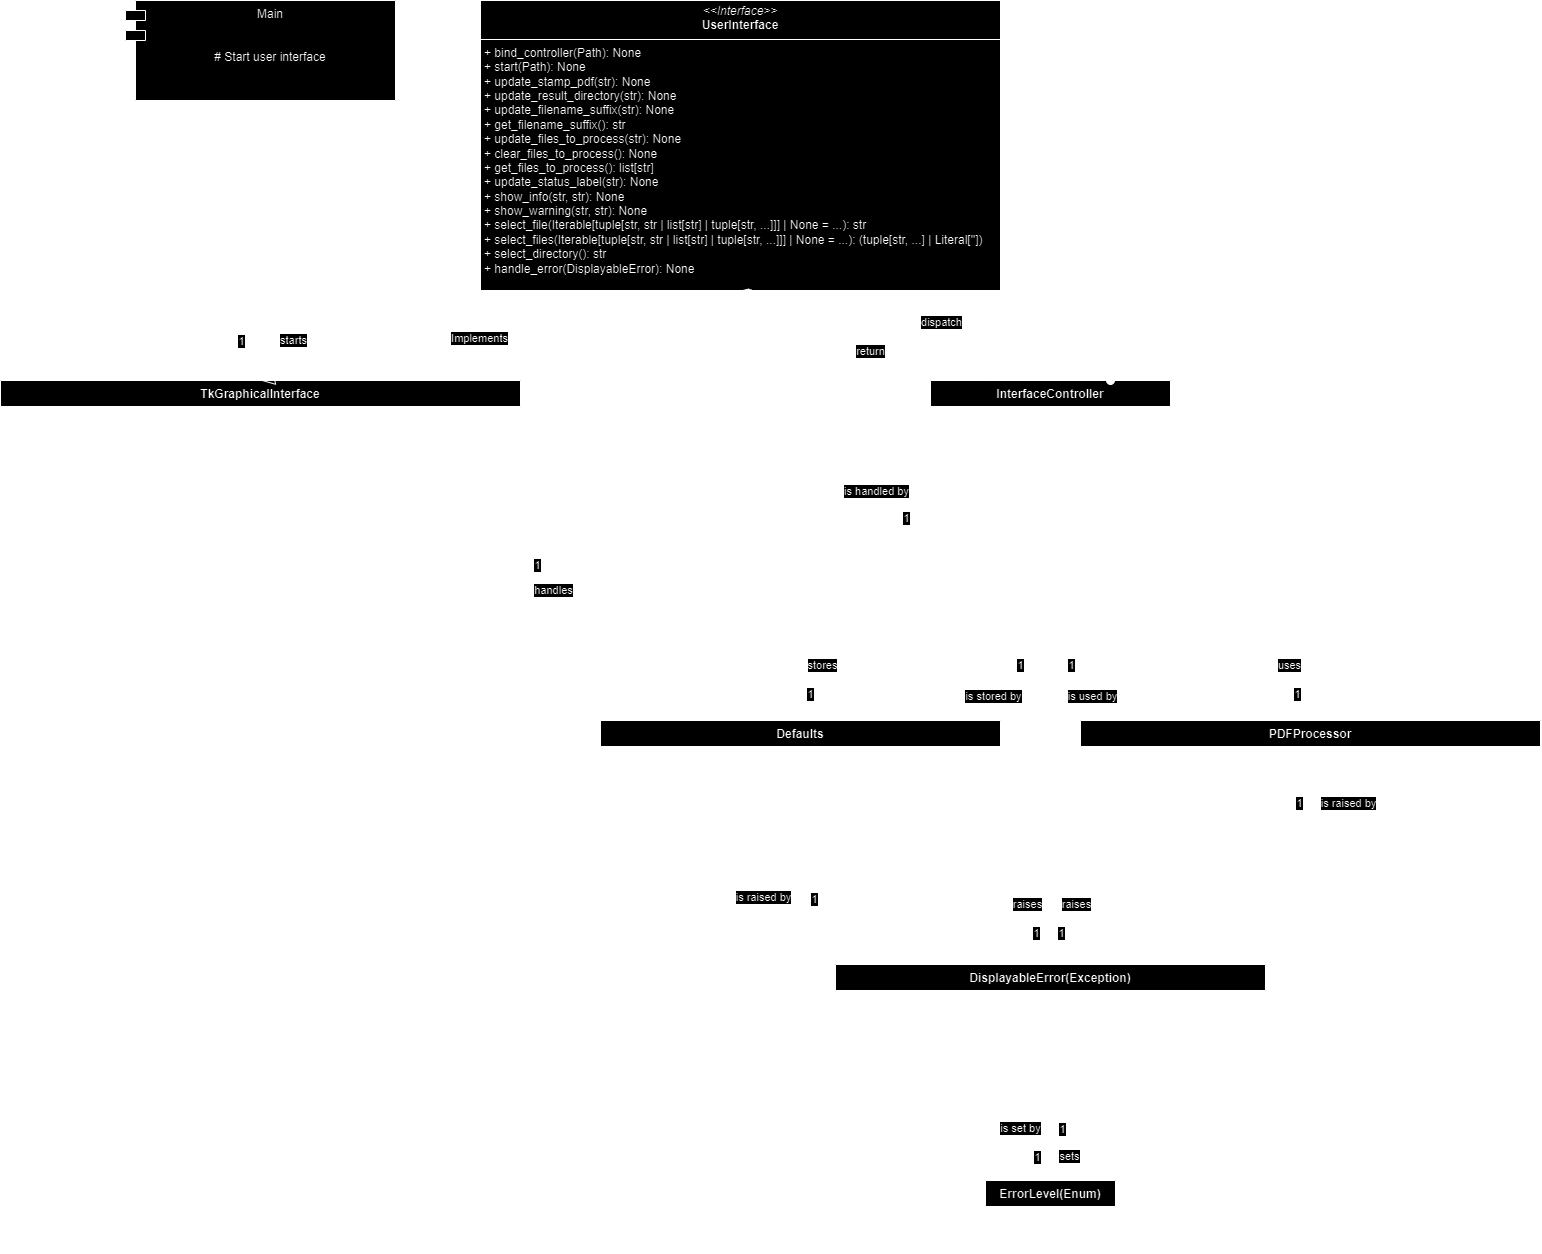 Main
# Start user interface
<<Interface>>
UserInterface
+ bind_controller(Path): None
+ start(Path): None
+ update_stamp_pdf(str): None
+ update_result_directory(str): None
+ update_filename_suffix(str): None
+ get_filename_suffix(): str
+ update_files_to_process(str): None
+ clear_files_to_process(): None
+ get_files_to_process(): list[str]
+ update_status_label(str): None
+ show_info(str, str): None
+ show_warning(str, str): None
+ select_file(Iterable[tuple[str, str | list[str] | tuple[str, ...]]] | None = ...): str
+ select_files(Iterable[tuple[str, str | list[str] | tuple[str, ...]]] | None = ...): (tuple[str, ...] | Literal[''])
+ select_directory(): str
+ handle_error(DisplayableError): None
dispatch
1
starts
Implements
return
TkGraphicalInterface
InterfaceController
is handled by
1
1
handles
stores
1
1
uses
1
is stored by
is used by
1
Defaults
PDFProcessor
1
is raised by
is raised by
1
raises
raises
1
1
DisplayableError(Exception)
is set by
1
1
sets
ErrorLevel(Enum)